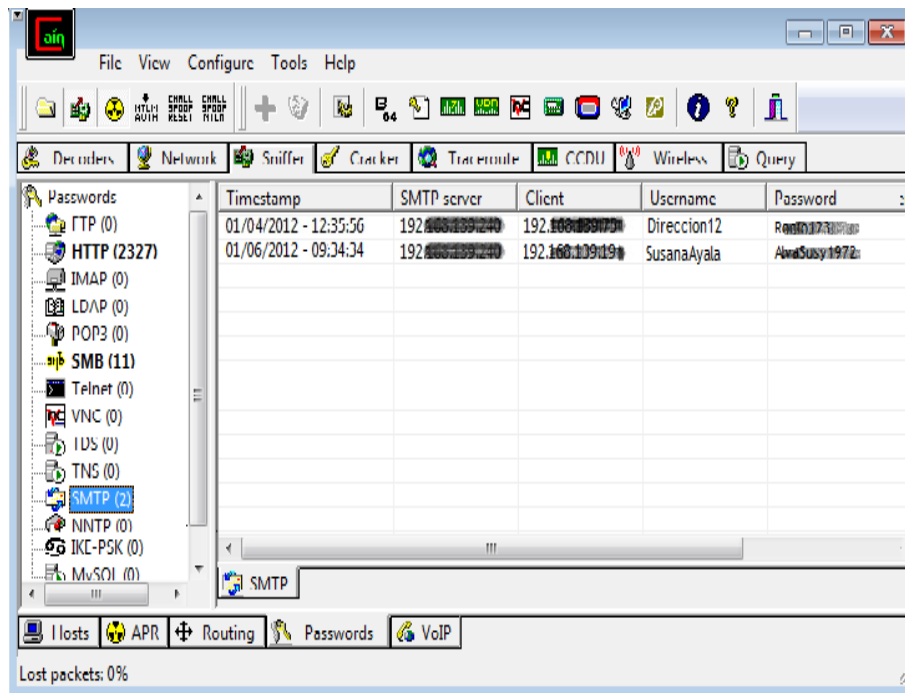 Cain
File View Configure Tools Help
Decoders Network Sniffer Cracker Traceroute CCDU Wireless Query
Passwords
FTP (0)
HTTP (2327)
IMAP (0)
LDAP (0)
POP3 (0)
SMB (11)
Telnet (0)
VNC (0)
TDS (0)
TNS (0)
SMTP (2)
NNTP (0)
IKE-PSK (0)
MySQL (0)
Timestamp SMTP server Client Username Password
01/04/2012 - 12:35:56 192. 192. Direccion12
01/06/2012 - 09:34:34 192. 192. SusanaAyala
SMTP
Hosts APR Routing Passwords VoIP
Lost packets: 0%